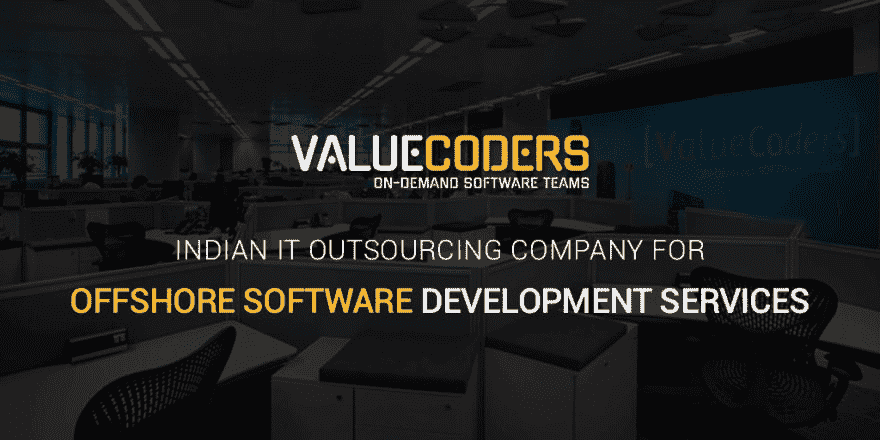 VALUECODERS
ON-DEMAND SOFTWARE TEAMS
[ValueCoders]
INDIAN IT OUTSOURCING COMPANY FOR
OFFSHORE SOFTWARE DEVELOPMENT SERVICES